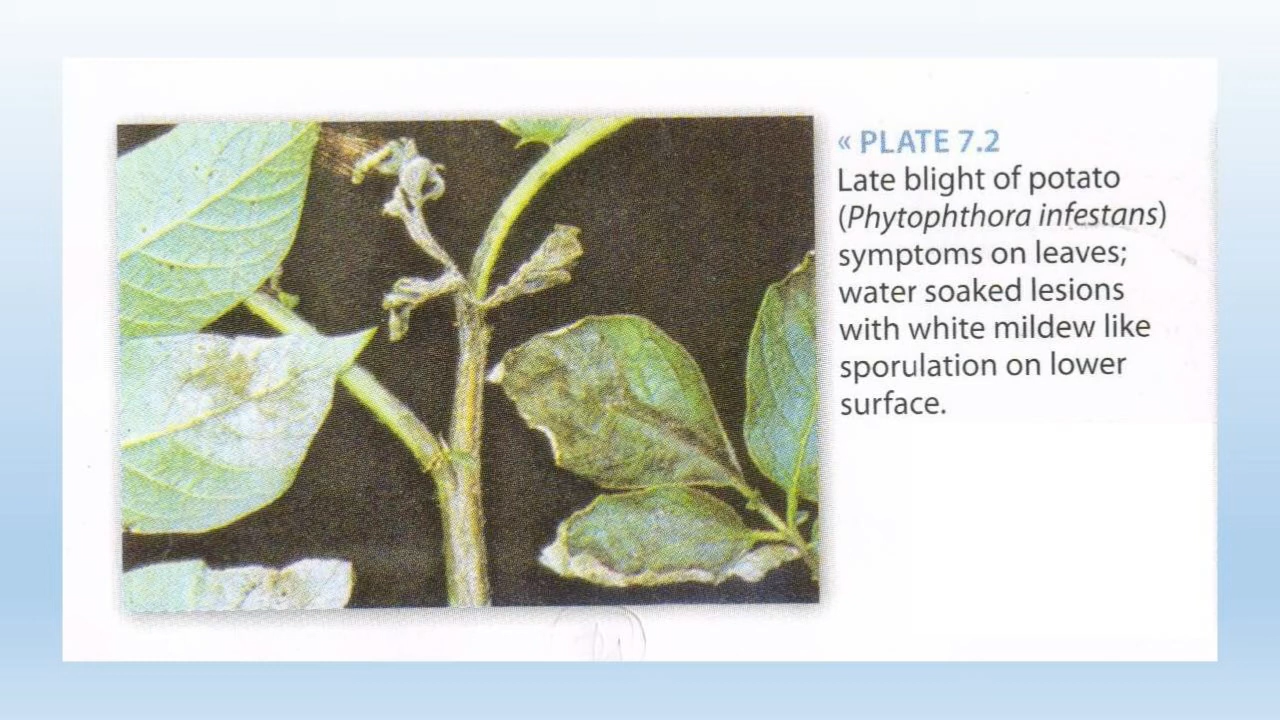 « PLATE 7.2
Late blight of potato
(Phytophthora infestans)
symptoms on leaves;
water soaked lesions
with white mildew like
sporulation on lower
surface.